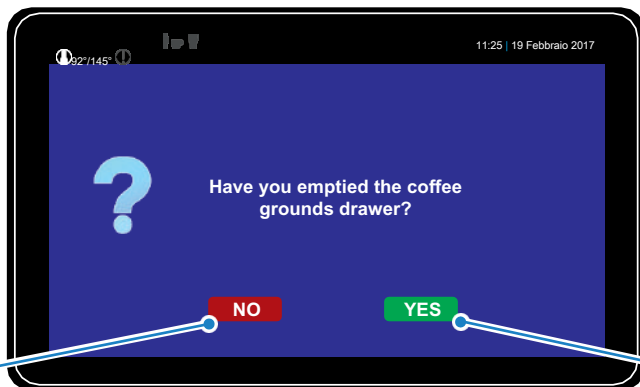 92°/145°
11:25 | 19 Febbraio 2017
Have you emptied the coffee
grounds drawer?
NO
YES